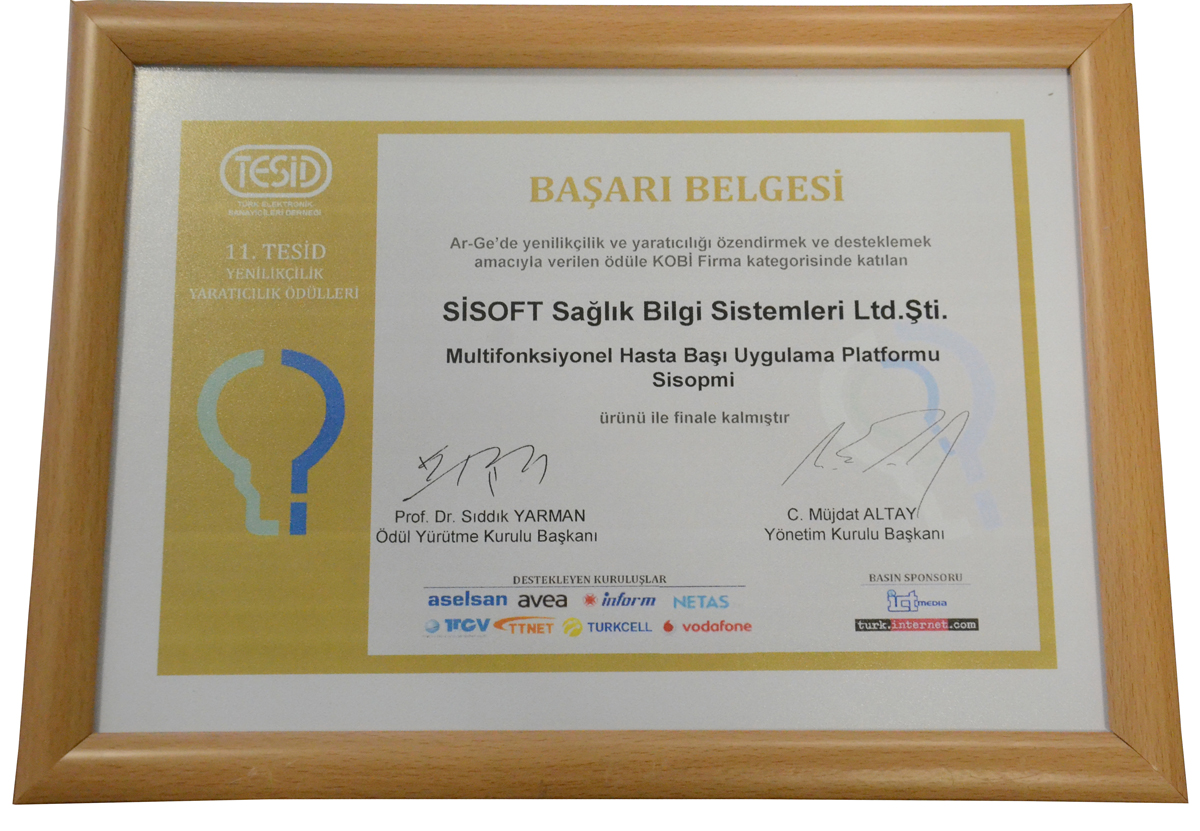 TESİD
TÜRK ELEKTRONİK
SANAYİCİLERİ DERNEĞİ
11. TESİD
YENİLİKÇİLİK
YARATICILIK ÖDÜLLERİ
BAŞARI BELGESİ
Ar-Ge'de yenilikçilik ve yaratıcılığı özendirmek ve desteklemek
amacıyla verilen ödüle KOBİ Firma kategorisinde katılan
SİSOFT Sağlık Bilgi Sistemleri Ltd.Şti.
Multifonksiyonel Hasta Başı Uygulama Platformu
Sisopmi
ürünü ile finale kalmıştır
Prof. Dr. Sıddık YARMAN
Ödül Yürütme Kurulu Başkanı
C. Müjdat ALTAY
Yönetim Kurulu Başkanı
DESTEKLEYEN KURULUŞLAR
aselsan avea inform NETAS
TTGV TTNET TURKCELL vodafone
BASIN SPONSORU
ict MEDIA
turk.internet.com